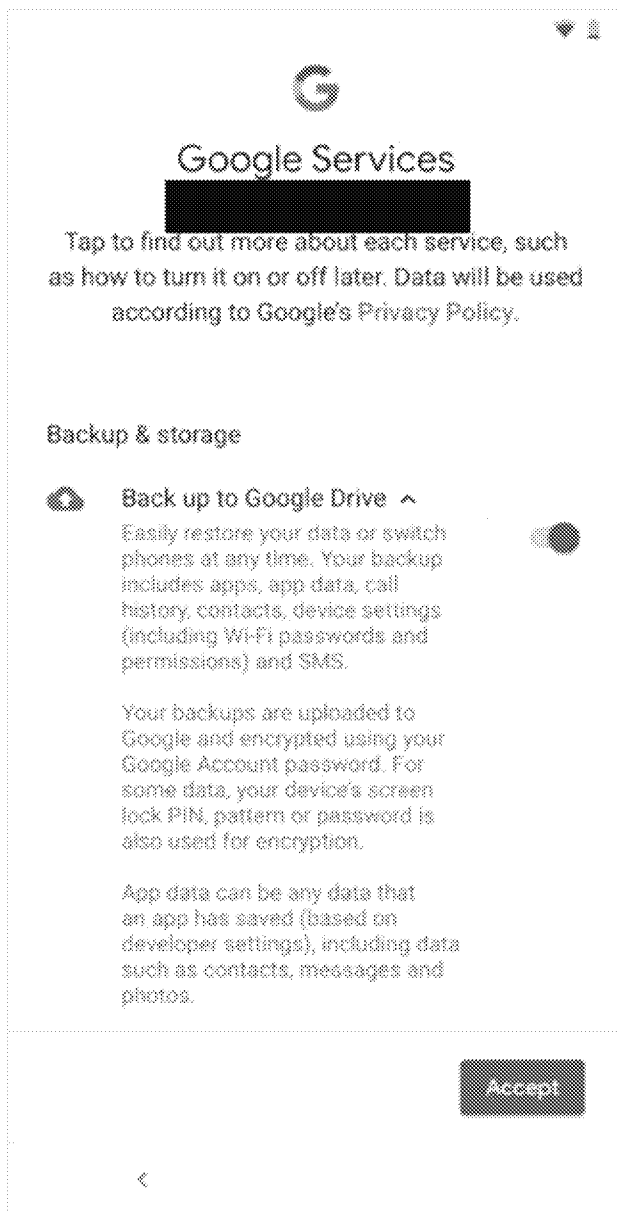 Google Services
Tap to find out more about each service, such
as how to turn it on or off later. Data will be used
according to Google's Privacy Policy.
Backup & storage
Back up to Google Drive
Easily restore your data or switch
phones at any time. Your backup
includes apps, app data, call
history, contacts, device settings
(including Wi-Fi passwords and
permissions) and SMS.
Your backups are uploaded to
Google and encrypted using your
Google Account password. For
some data, your device's screen
lock PIN, pattern or password is
also used for encryption.
App data can be any data that
an app has saved (based on
developer settings), including data
such as contacts, messages and
photos.
Accept